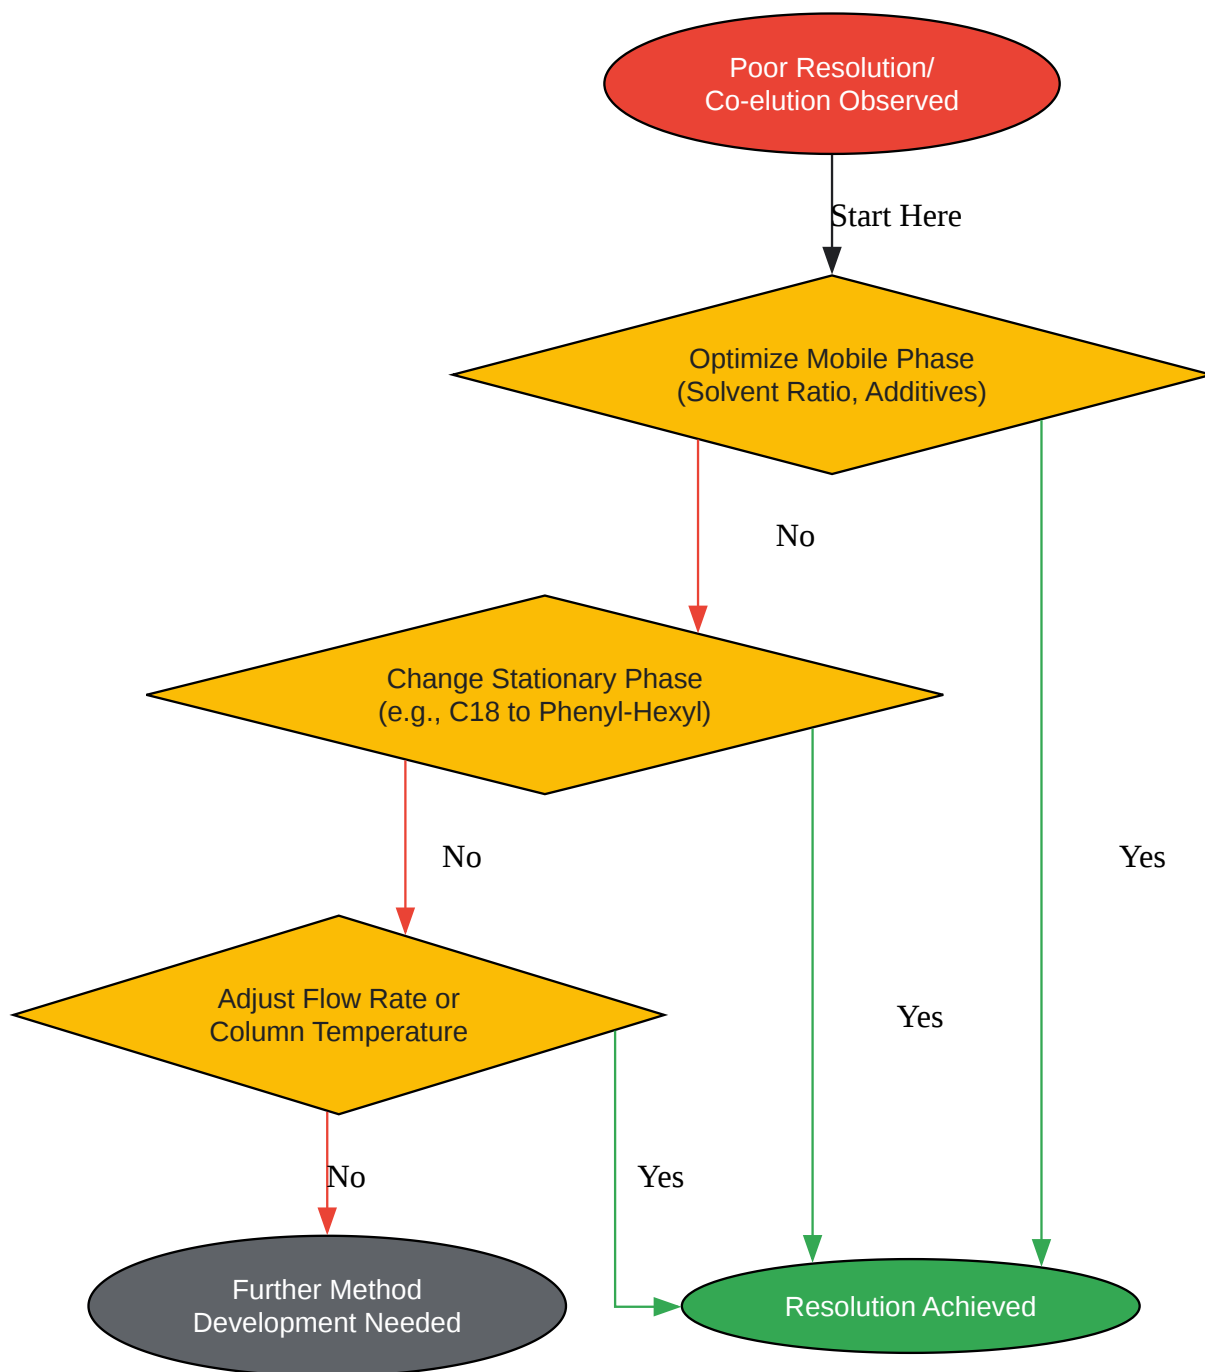 Poor Resolution/
Co-elution Observed
Start Here
Optimize Mobile Phase
(Solvent Ratio, Additives)
No
Change Stationary Phase
(e.g., C18 to Phenyl-Hexyl)
No
Yes
Adjust Flow Rate or
Column Temperature
Yes
No
Yes
Further Method
Development Needed
Resolution Achieved